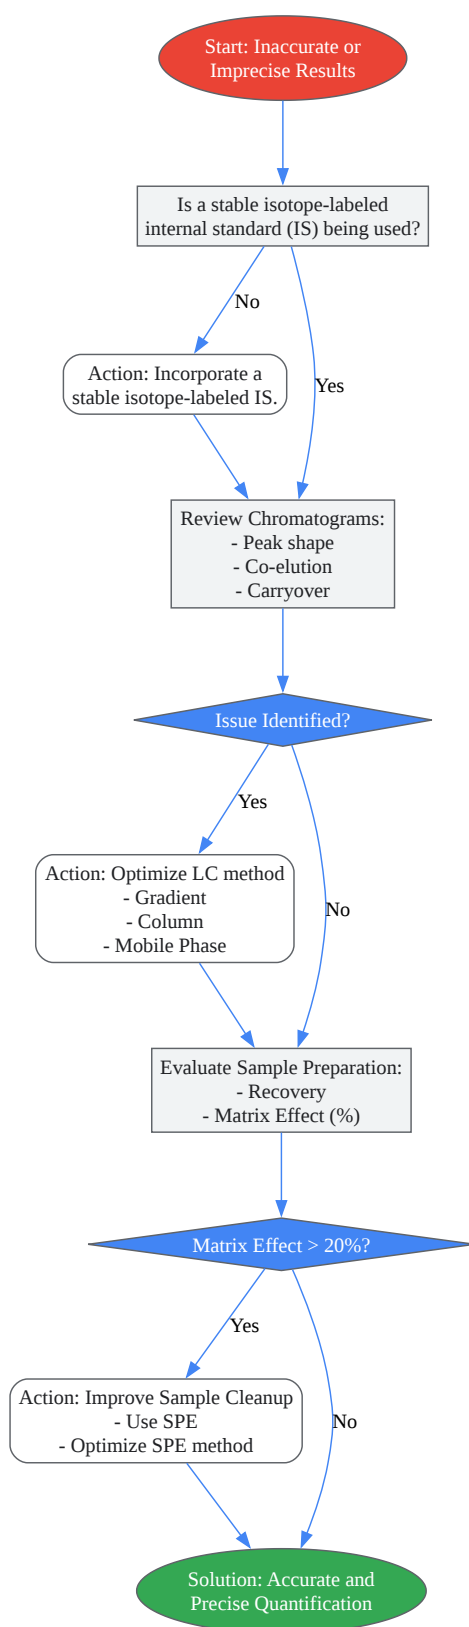 Start: Inaccurate or
Imprecise Results
Is a stable isotope-labeled
internal standard (IS) being used?
No
Action: Incorporate a
stable isotope-labeled IS.
Yes
Review Chromatograms:
- Peak shape
- Co-elution
- Carryover
Issue Identified?
Yes
Action: Optimize LC method
- Gradient
- Column
- Mobile Phase
No
Evaluate Sample Preparation:
- Recovery
- Matrix Effect (%)
Matrix Effect > 20%?
Yes
Action: Improve Sample Cleanup
- Use SPE
- Optimize SPE method
No
Solution: Accurate and
Precise Quantification